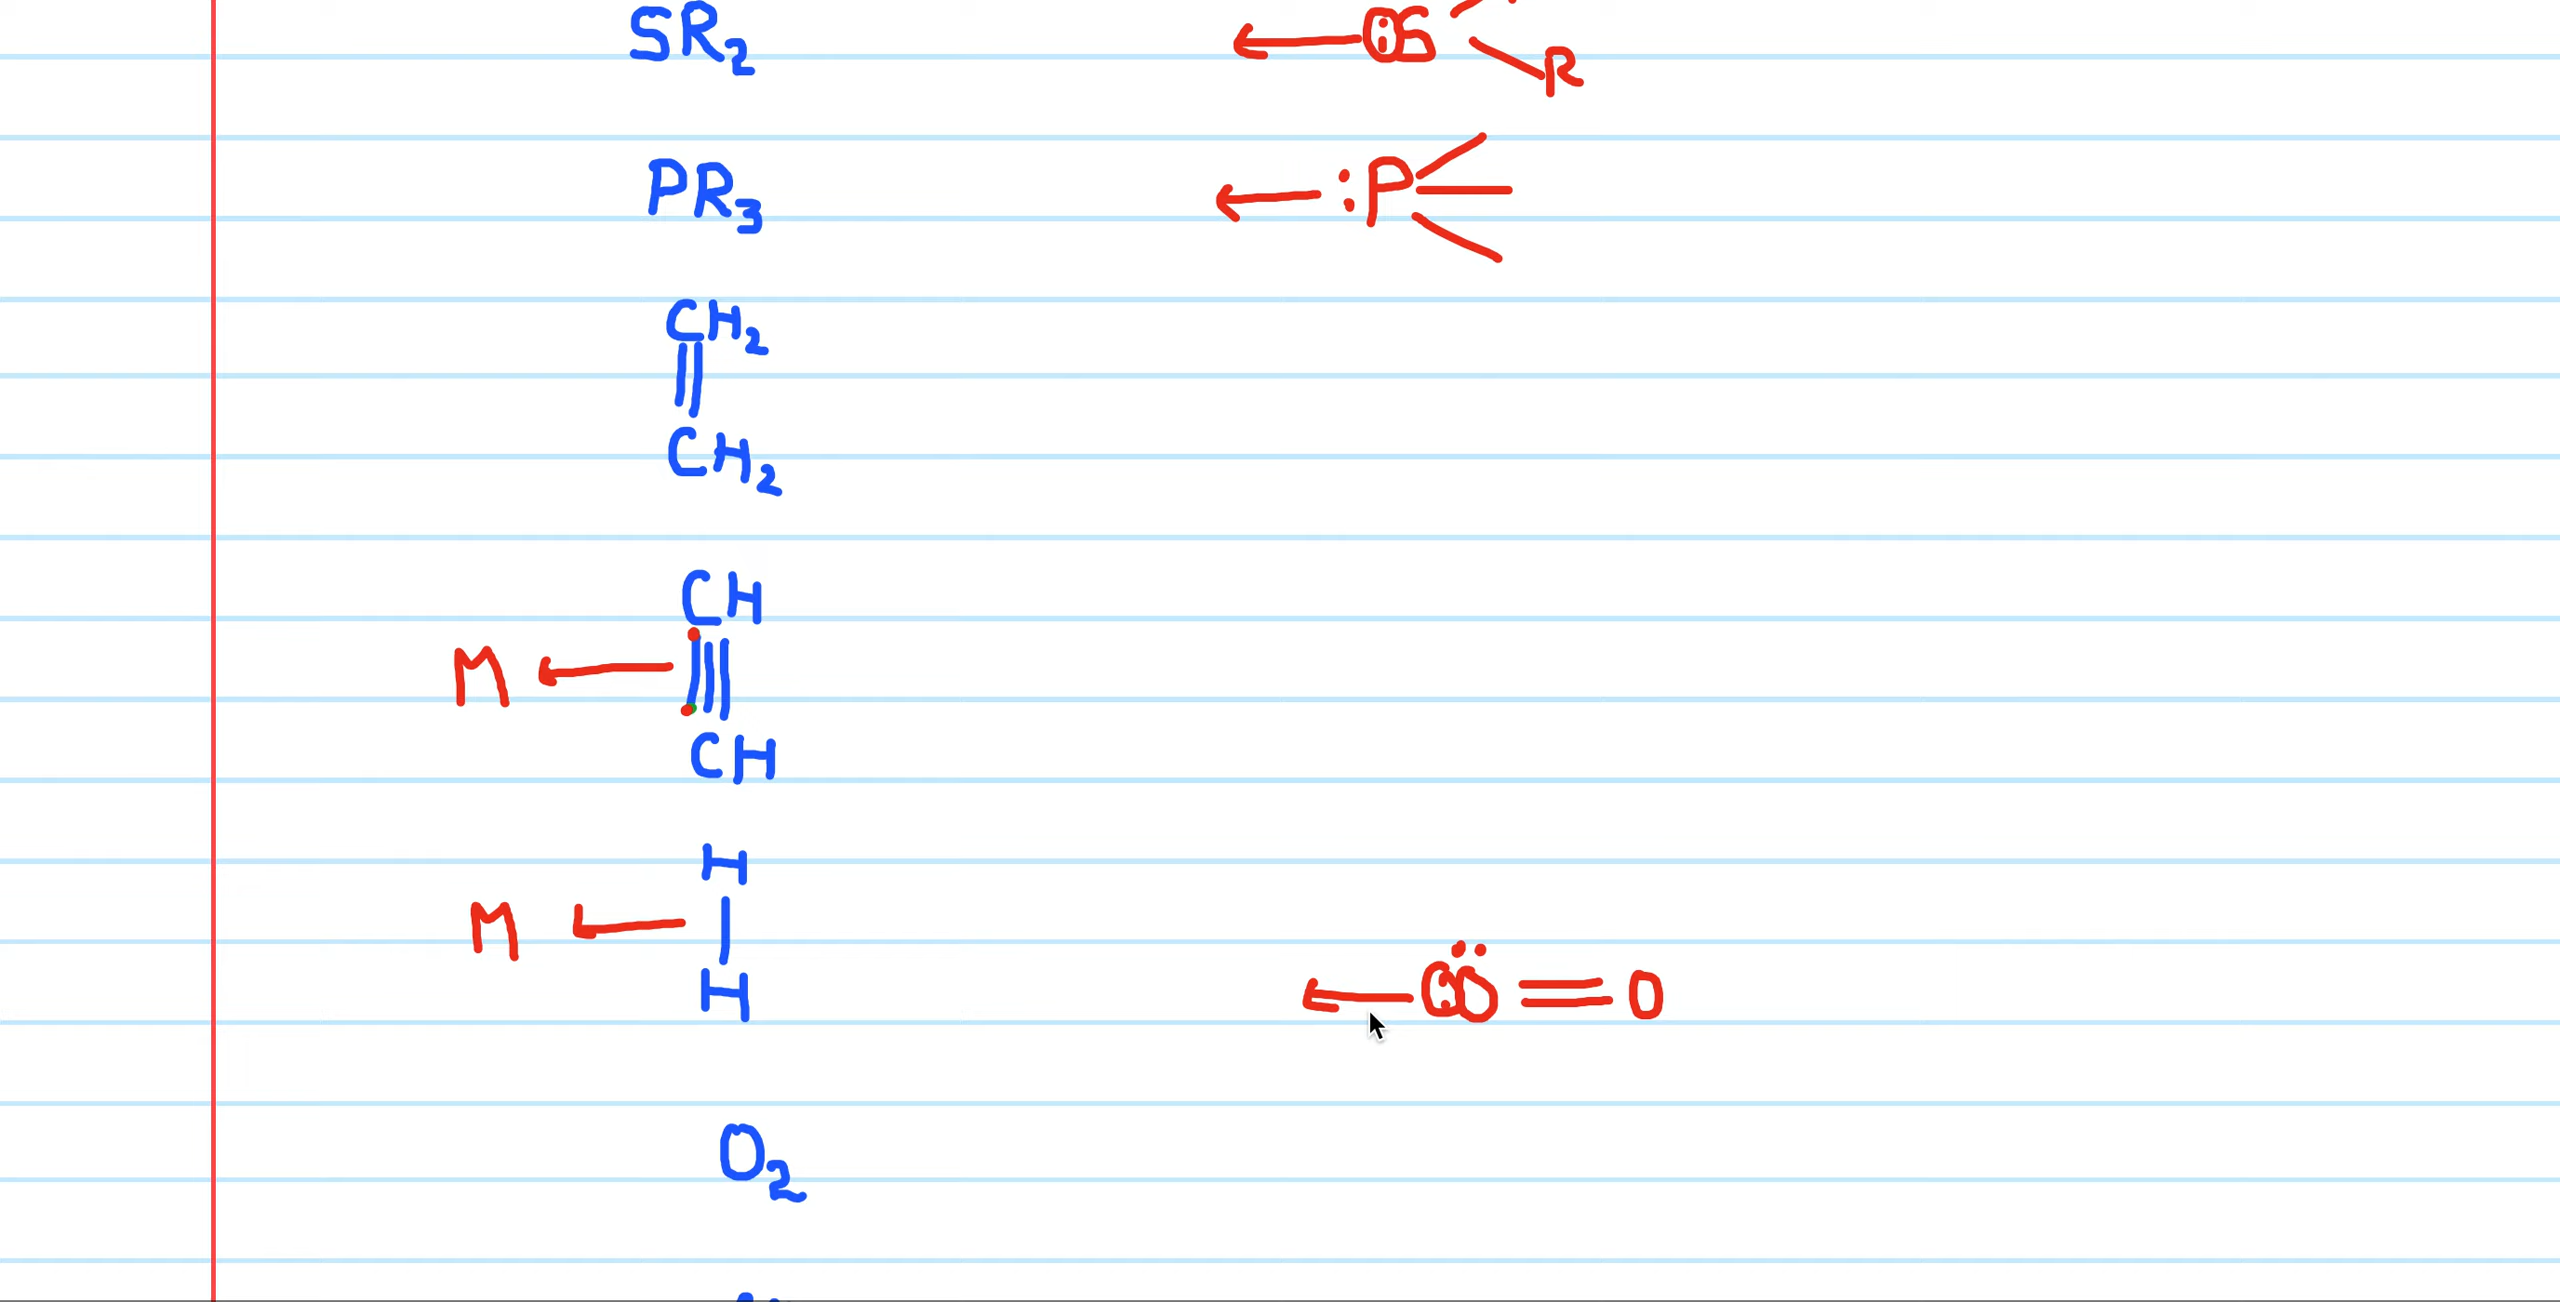 SR₂ :S R
PR₃ :P
CH₂
||
CH₂
CH
M ← |||
CH
H
M ← |
H
← :Ö=O
O₂